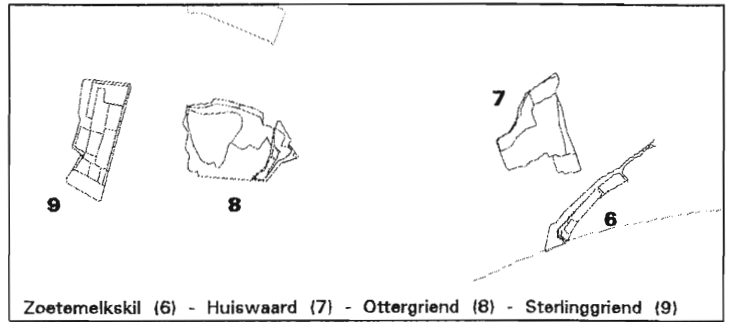 7
9
8
6
Zoetemelkskil (6) - Huiswaard (7) - Ottergriend (8) - Sterlinggriend (9)